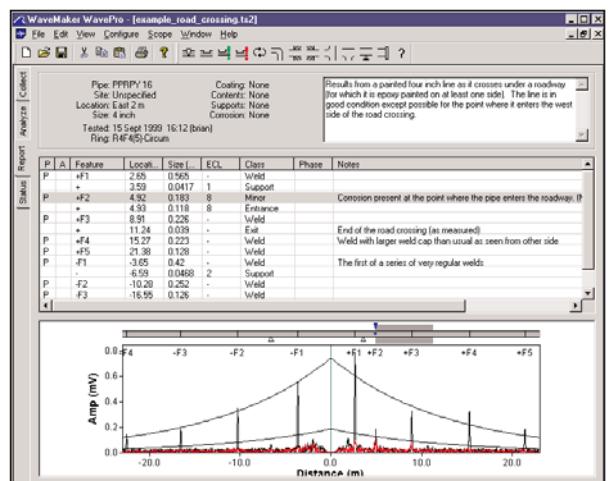 WaveMaker WavePro - [example_road_crossing.ts2]
File Edit View Configure Scope Window Help
Collect
Analyze
Report
Status
Pipe: PPRPY 16
Site: Unspecified
Location: East 2 m
Size: 4 inch
Tested: 15 Sept 1999 16:12 (brian)
Ring: R4F4(5)-Circum
Coating: None
Contents: None
Supports: None
Corrosion: None
Results from a painted four inch line as it crosses under a roadway
(for which it is epoxy painted on at least one side). The line is in
good condition except possible for the point where it enters the west
side of the road crossing.
P A Feature Locati... Size (... ECL Class Phase Notes
P +F1 2.65 0.565 - Weld
+ 3.59 0.0417 1 Support
P +F2 4.92 0.183 8 Minor Corrosion present at the point where the pipe enters the roadway. (
+ 4.93 0.118 8 Entrance
P +F3 8.91 0.226 - Weld
+ 11.24 0.039 - Exit End of the road crossing (as measured)
P +F4 15.27 0.223 - Weld Weld with larger weld cap than usual as seen from other side
P +F5 21.38 0.128 - Weld
P -F1 -3.65 0.42 - Weld The first of a series of very regular welds
- -6.59 0.0468 2 Support
P -F2 -10.28 0.252 - Weld
P -F3 -16.55 0.126 - Weld
-F4 -F3 -F2 -F1 +F1 +F2 +F3 +F4 +F5
Amp (mV)
0.8
0.6
0.4
0.2
0.0
-20.0 -10.0 0.0 10.0 20.0
Distance (m)